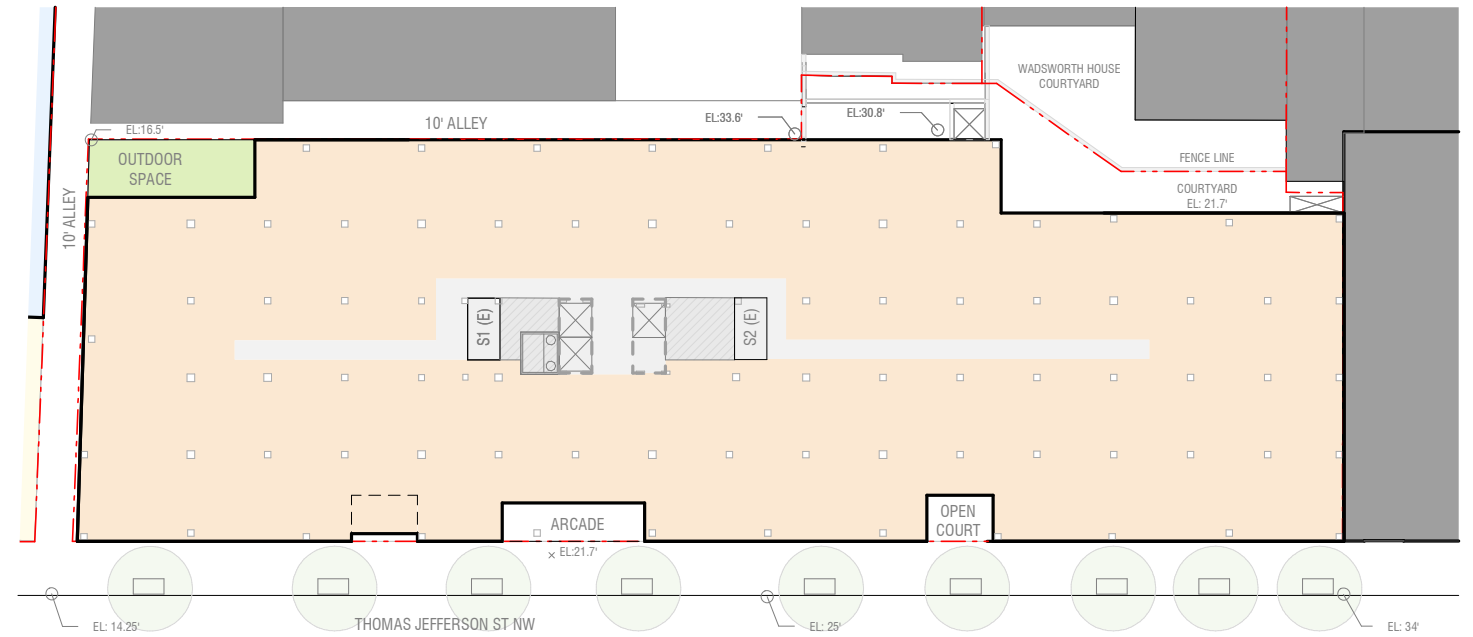 WADSWORTH HOUSE
COURTYARD
EL:33.6'
EL:30.8'
10' ALLEY
EL:16.5'
OUTDOOR
SPACE
FENCE LINE
COURTYARD
EL: 21.7'
10' ALLEY
S1 (E)
S2 (E)
ARCADE
OPEN
COURT
EL:21.7'
EL: 14.25'
THOMAS JEFFERSON ST NW
EL: 25'
EL: 34'